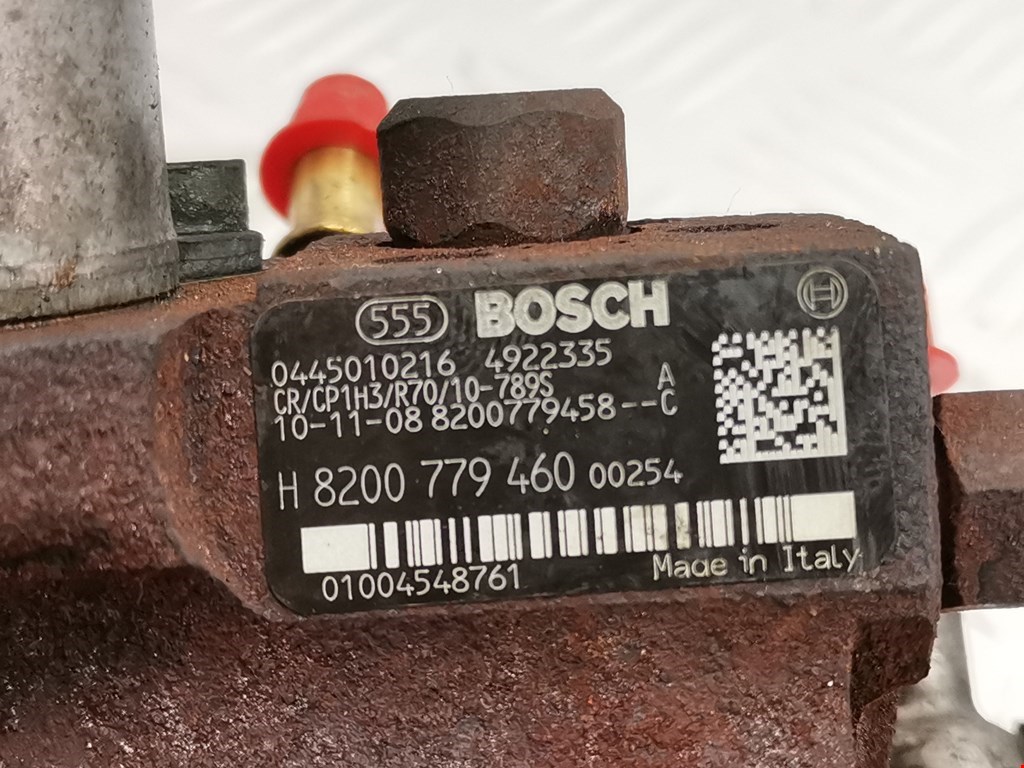 555 BOSCH H
0445010216 4922335
CR/CP1H3/R70/10-789S A
10-11-08 8200779458--C
H 8200 779 460 00254
01004548761 Made in Italy